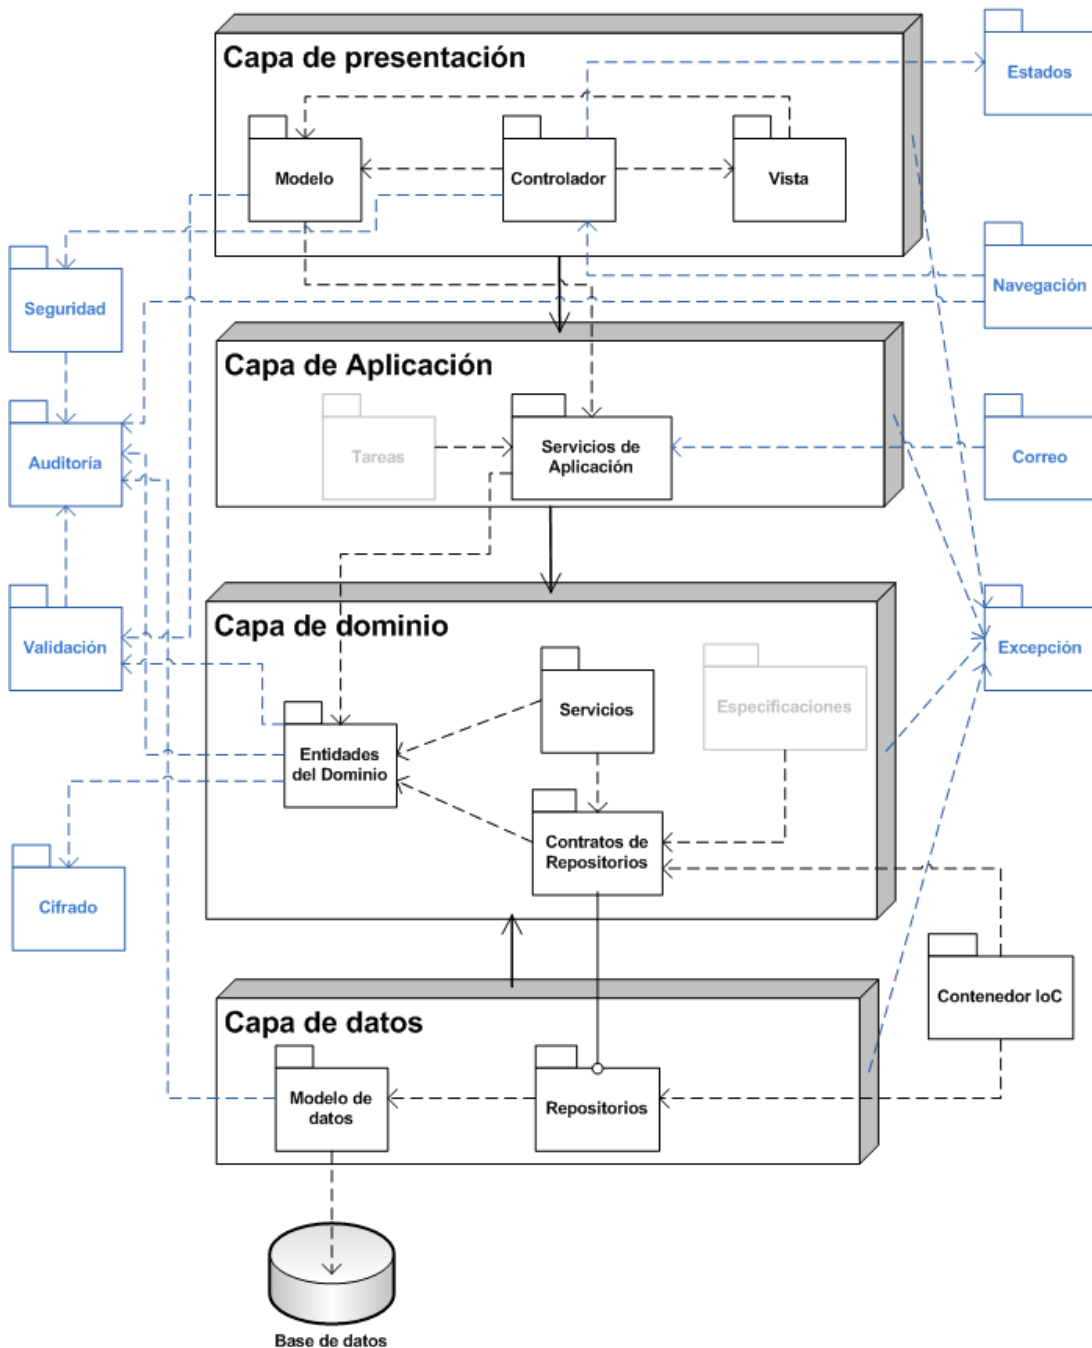 Capa de presentación
Estados
Modelo
Controlador
Vista
Seguridad
Navegación
Capa de Aplicación
Tareas
Servicios de
Aplicación
Auditoría
Correo
Capa de dominio
Validación
Servicios
Especificaciones
Excepción
Entidades
del Dominio
Contratos de
Repositorios
Cifrado
Contenedor IoC
Capa de datos
Modelo de
datos
Repositorios
Base de datos